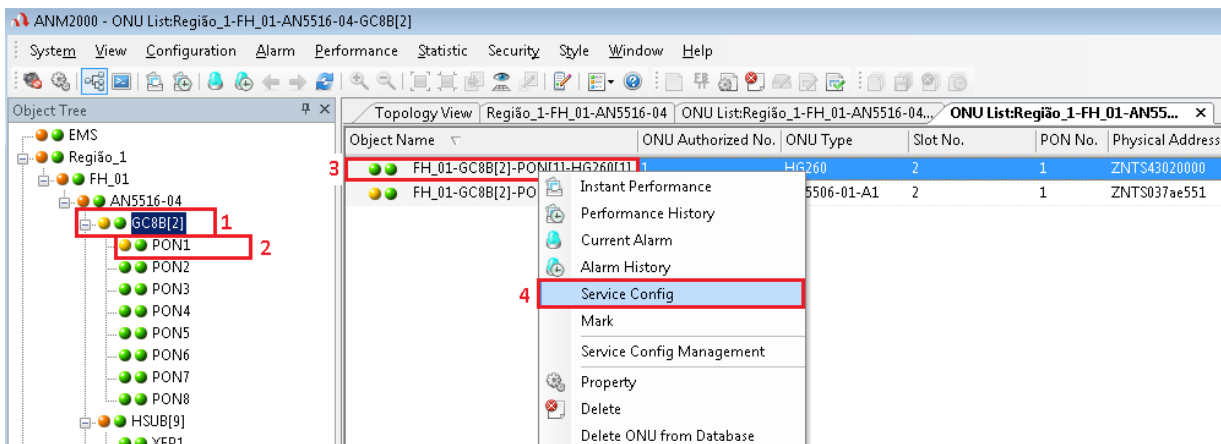 ANM2000 - ONU List:Região_1-FH_01-AN5516-04-GC8B[2]
System View Configuration Alarm Performance Statistic Security Style Window Help
Object Tree
Topology View Região_1-FH_01-AN5516-04 ONU List:Região_1-FH_01-AN5516-04... ONU List:Região_1-FH_01-AN55...
Object Name ONU Authorized No. ONU Type Slot No. PON No. Physical Address
3 FH_01-GC8B[2]-PON[1]-HG260[1] 1 HG260 2 1 ZNTS43020000
FH_01-GC8B[2]-PO 5506-01-A1 2 1 ZNTS037ae551
EMS
Região_1
FH_01
AN5516-04
GC8B[2] 1
PON1 2
PON2
PON3
PON4
PON5
PON6
PON7
PON8
HSUB[9]
XFP1
Instant Performance
Performance History
Current Alarm
Alarm History
4 Service Config
Mark
Service Config Management
Property
Delete
Delete ONU from Database